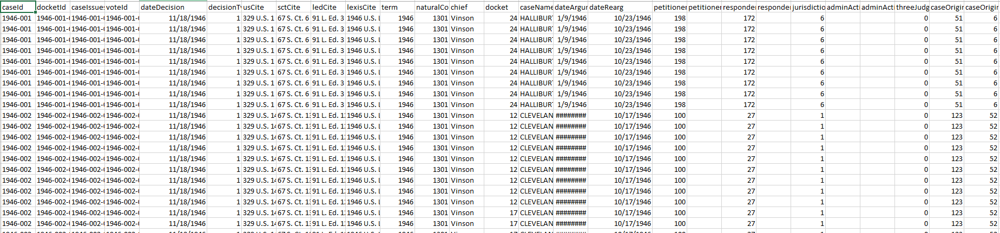 caseId docketId caseIssue voteId dateDecision decisionT usCite sctCite ledCite lexisCite term naturalCo chief docket caseName dateArgur dateRearg petitioner petitioner responder responder jurisdictio adminActi adminActi threeJudg caseOrigin caseOrigin
1946-001 1946-001-( 1946-001-( 1946-001-( 11/18/1946 1 329 U.S. 1 67 S. Ct. 6 91 L. Ed. 3 1946 U.S. L 1946 1301 Vinson 24 HALLIBUR 1/9/1946 10/23/1946 198 172 6 0 51 6
1946-001 1946-001-( 1946-001-( 1946-001-( 11/18/1946 1 329 U.S. 1 67 S. Ct. 6 91 L. Ed. 3 1946 U.S. L 1946 1301 Vinson 24 HALLIBUR 1/9/1946 10/23/1946 198 172 6 0 51 6
1946-001 1946-001-( 1946-001-( 1946-001-( 11/18/1946 1 329 U.S. 1 67 S. Ct. 6 91 L. Ed. 3 1946 U.S. L 1946 1301 Vinson 24 HALLIBUR 1/9/1946 10/23/1946 198 172 6 0 51 6
1946-001 1946-001-( 1946-001-( 1946-001-( 11/18/1946 1 329 U.S. 1 67 S. Ct. 6 91 L. Ed. 3 1946 U.S. L 1946 1301 Vinson 24 HALLIBUR 1/9/1946 10/23/1946 198 172 6 0 51 6
1946-001 1946-001-( 1946-001-( 1946-001-( 11/18/1946 1 329 U.S. 1 67 S. Ct. 6 91 L. Ed. 3 1946 U.S. L 1946 1301 Vinson 24 HALLIBUR 1/9/1946 10/23/1946 198 172 6 0 51 6
1946-001 1946-001-( 1946-001-( 1946-001-( 11/18/1946 1 329 U.S. 1 67 S. Ct. 6 91 L. Ed. 3 1946 U.S. L 1946 1301 Vinson 24 HALLIBUR 1/9/1946 10/23/1946 198 172 6 0 51 6
1946-001 1946-001-( 1946-001-( 1946-001-( 11/18/1946 1 329 U.S. 1 67 S. Ct. 6 91 L. Ed. 3 1946 U.S. L 1946 1301 Vinson 24 HALLIBUR 1/9/1946 10/23/1946 198 172 6 0 51 6
1946-001 1946-001-( 1946-001-( 1946-001-( 11/18/1946 1 329 U.S. 1 67 S. Ct. 6 91 L. Ed. 3 1946 U.S. L 1946 1301 Vinson 24 HALLIBUR 1/9/1946 10/23/1946 198 172 6 0 51 6
1946-001 1946-001-( 1946-001-( 1946-001-( 11/18/1946 1 329 U.S. 1 67 S. Ct. 6 91 L. Ed. 3 1946 U.S. L 1946 1301 Vinson 24 HALLIBUR 1/9/1946 10/23/1946 198 172 6 0 51 6
1946-002 1946-002-( 1946-002-( 1946-002-( 11/18/1946 1 329 U.S. 14 67 S. Ct. 13 91 L. Ed. 12 1946 U.S. L 1946 1301 Vinson 12 CLEVELAN ######## 10/17/1946 100 27 1 0 123 52
1946-002 1946-002-( 1946-002-( 1946-002-( 11/18/1946 1 329 U.S. 14 67 S. Ct. 13 91 L. Ed. 12 1946 U.S. L 1946 1301 Vinson 12 CLEVELAN ######## 10/17/1946 100 27 1 0 123 52
1946-002 1946-002-( 1946-002-( 1946-002-( 11/18/1946 1 329 U.S. 14 67 S. Ct. 13 91 L. Ed. 12 1946 U.S. L 1946 1301 Vinson 12 CLEVELAN ######## 10/17/1946 100 27 1 0 123 52
1946-002 1946-002-( 1946-002-( 1946-002-( 11/18/1946 1 329 U.S. 14 67 S. Ct. 13 91 L. Ed. 12 1946 U.S. L 1946 1301 Vinson 12 CLEVELAN ######## 10/17/1946 100 27 1 0 123 52
1946-002 1946-002-( 1946-002-( 1946-002-( 11/18/1946 1 329 U.S. 14 67 S. Ct. 13 91 L. Ed. 12 1946 U.S. L 1946 1301 Vinson 12 CLEVELAN ######## 10/17/1946 100 27 1 0 123 52
1946-002 1946-002-( 1946-002-( 1946-002-( 11/18/1946 1 329 U.S. 14 67 S. Ct. 13 91 L. Ed. 12 1946 U.S. L 1946 1301 Vinson 12 CLEVELAN ######## 10/17/1946 100 27 1 0 123 52
1946-002 1946-002-( 1946-002-( 1946-002-( 11/18/1946 1 329 U.S. 14 67 S. Ct. 13 91 L. Ed. 12 1946 U.S. L 1946 1301 Vinson 12 CLEVELAN ######## 10/17/1946 100 27 1 0 123 52
1946-002 1946-002-( 1946-002-( 1946-002-( 11/18/1946 1 329 U.S. 14 67 S. Ct. 13 91 L. Ed. 12 1946 U.S. L 1946 1301 Vinson 12 CLEVELAN ######## 10/17/1946 100 27 1 0 123 52
1946-002 1946-002-( 1946-002-( 1946-002-( 11/18/1946 1 329 U.S. 14 67 S. Ct. 13 91 L. Ed. 12 1946 U.S. L 1946 1301 Vinson 12 CLEVELAN ######## 10/17/1946 100 27 1 0 123 52
1946-002 1946-002-( 1946-002-( 1946-002-( 11/18/1946 1 329 U.S. 14 67 S. Ct. 13 91 L. Ed. 12 1946 U.S. L 1946 1301 Vinson 17 CLEVELAN ######## 10/17/1946 100 27 1 0 123 52
1946-002 1946-002-( 1946-002-( 1946-002-( 11/18/1946 1 329 U.S. 14 67 S. Ct. 13 91 L. Ed. 12 1946 U.S. L 1946 1301 Vinson 17 CLEVELAN ######## 10/17/1946 100 27 1 0 123 52